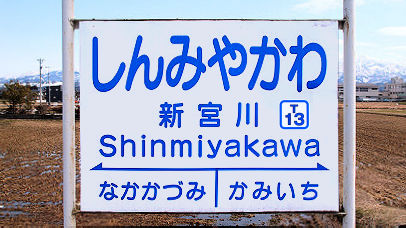 しんみやかわ
新宮川 T13
Shinmiyakawa
なかかづみ かみいち